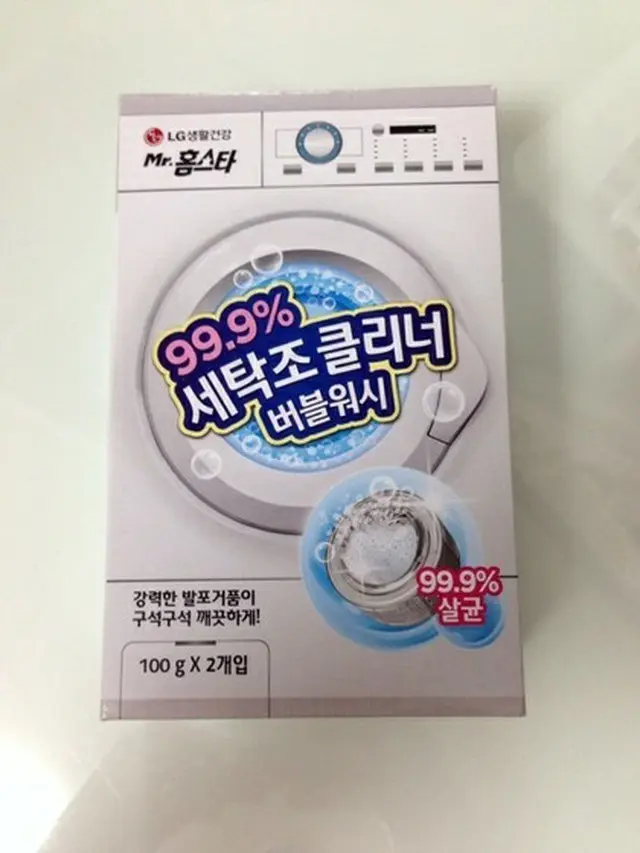 LG생활건강
Mr.홈스타
99.9%
세탁조 클리너
버블워시
99.9%
살균
강력한 발포거품이
구석구석 깨끗하게!
100 g X 2개입